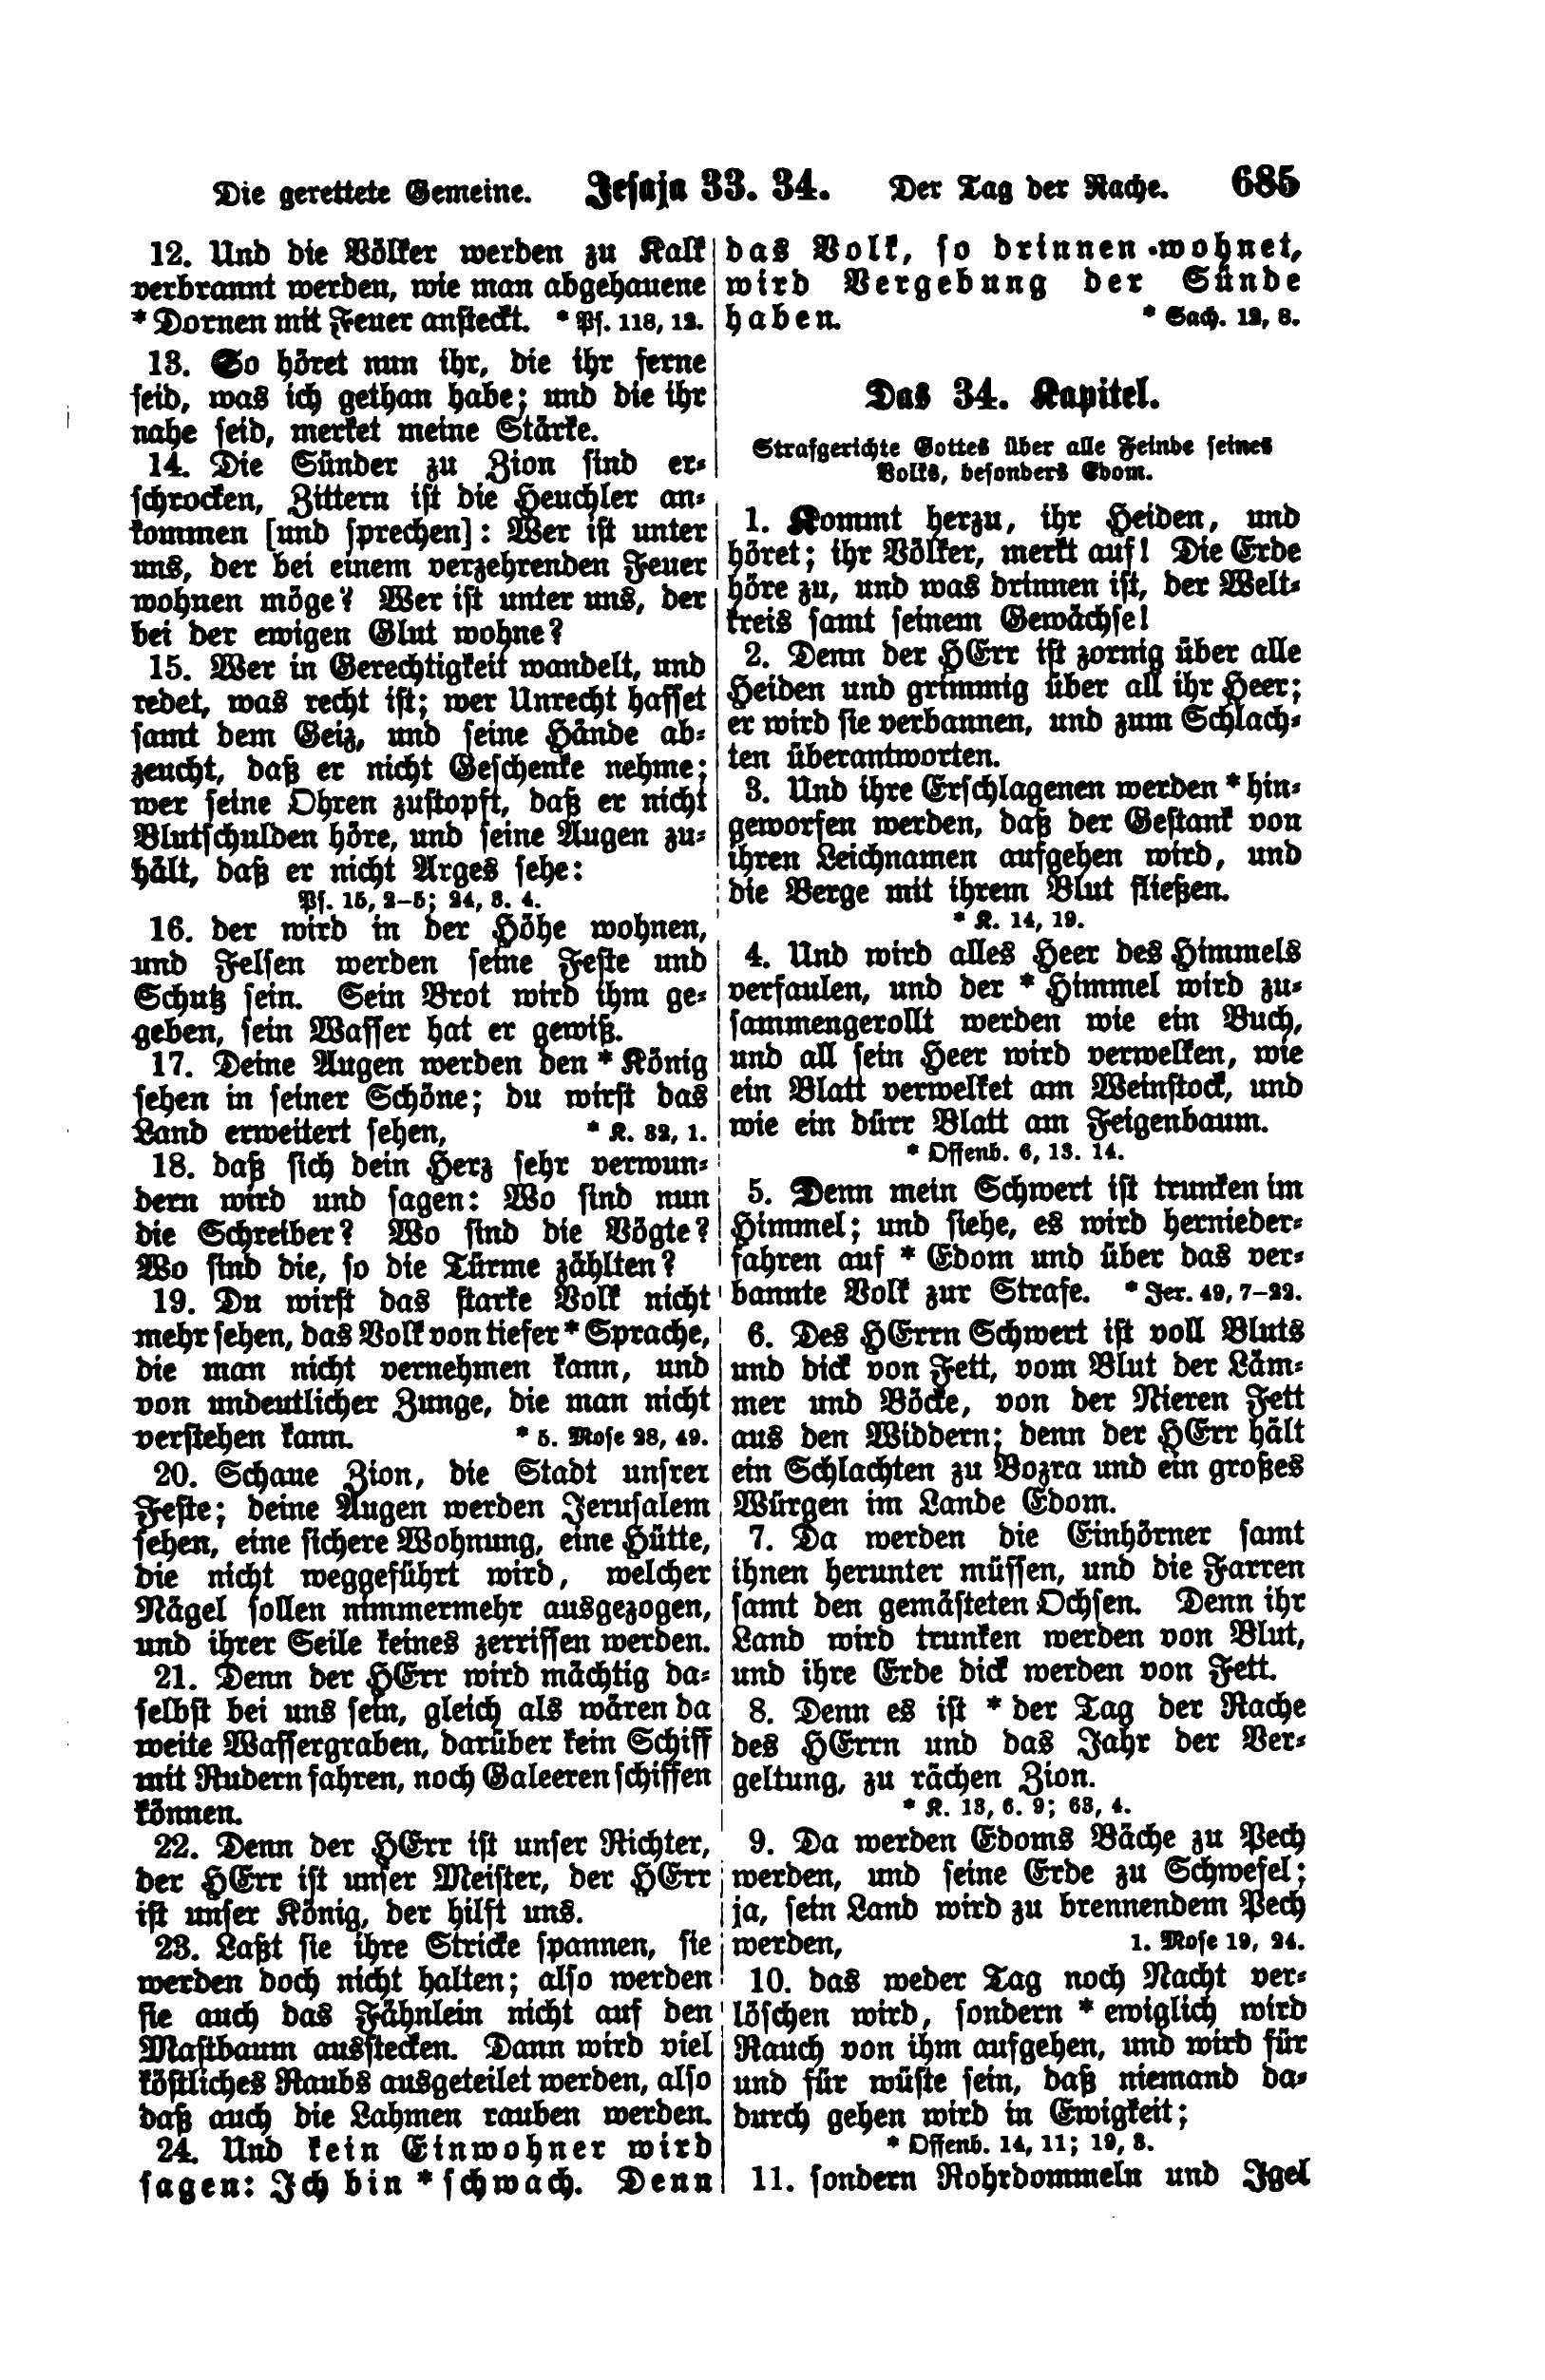 Die gerettete Gemeine. Jesaja 33. 34. Der Tag der Rache. 685
12. Und die Völker werden zu Kalk
verbrannt werden, wie man abgehauene
* Dornen mit Feuer ansteckt. * Ps. 118, 12.
13. So höret nun ihr, die ihr ferne
seid, was ich gethan habe; und die ihr
nahe seid, merket meine Stärke.
14. Die Sünder zu Zion sind er-
schrocken, Zittern ist die Heuchler an-
kommen [und sprechen]: Wer ist unter
uns, der bei einem verzehrenden Feuer
wohnen möge? Wer ist unter uns, der
bei der ewigen Glut wohne?
15. Wer in Gerechtigkeit wandelt, und
redet, was recht ist; wer Unrecht hasset
samt dem Geiz, und seine Hände ab-
zeucht, daß er nicht Geschenke nehme;
wer seine Ohren zustopft, daß er nicht
Blutschulden höre, und seine Augen zu-
hält, daß er nicht Arges sehe:
Ps. 15, 2-5; 24, 3. 4.
16. der wird in der Höhe wohnen,
und Felsen werden seine Feste und
Schutz sein. Sein Brot wird ihm ge-
geben, sein Wasser hat er gewiß.
17. Deine Augen werden den * König
sehen in seiner Schöne; du wirst das
Land erweitert sehen, * K. 32, 1.
18. daß sich dein Herz sehr verwun-
dern wird und sagen: Wo sind nun
die Schreiber? Wo sind die Vögte?
Wo sind die, so die Türme zählten?
19. Du wirst das starke Volk nicht
mehr sehen, das Volk von tiefer * Sprache,
die man nicht vernehmen kann, und
von undeutlicher Zunge, die man nicht
verstehen kann. * 5. Mose 28, 49.
20. Schaue Zion, die Stadt unsrer
Feste; deine Augen werden Jerusalem
sehen, eine sichere Wohnung, eine Hütte,
die nicht weggeführt wird, welcher
Nägel sollen nimmermehr ausgezogen,
und ihrer Seile keines zerrissen werden.
21. Denn der HErr wird mächtig da-
selbst bei uns sein, gleich als wären da
weite Wassergraben, darüber kein Schiff
mit Rudern fahren, noch Galeeren schiffen
können.
22. Denn der HErr ist unser Richter,
der HErr ist unser Meister, der HErr
ist unser König, der hilft uns.
23. Laßt sie ihre Stricke spannen, sie
werden doch nicht halten; also werden
sie auch das Fähnlein nicht auf den
Mastbaum ausstecken. Dann wird viel
köstliches Raubs ausgeteilet werden, also
daß auch die Lahmen rauben werden.
24. Und kein Einwohner wird
sagen: Ich bin * schwach. Denn
das Volk, so drinnen wohnet,
wird Vergebung der Sünde
haben. * Sach. 12, 8.
Das 34. Kapitel.
Strafgerichte Gottes über alle Feinde seines
Volks, besonders Edom.
1. Kommt herzu, ihr Heiden, und
höret; ihr Völker, merkt auf! Die Erde
höre zu, und was drinnen ist, der Welt-
kreis samt seinem Gewächse!
2. Denn der HErr ist zornig über alle
Heiden und grimmig über all ihr Heer;
er wird sie verbannen, und zum Schlach-
ten überantworten.
3. Und ihre Erschlagenen werden * hin-
geworfen werden, daß der Gestank von
ihren Leichnamen aufgehen wird, und
die Berge mit ihrem Blut fließen.
* K. 14, 19.
4. Und wird alles Heer des Himmels
verfaulen, und der * Himmel wird zu-
sammengerollt werden wie ein Buch,
und all sein Heer wird verwelken, wie
ein Blatt verwelket am Weinstock, und
wie ein dürr Blatt am Feigenbaum.
* Offenb. 6, 13. 14.
5. Denn mein Schwert ist trunken im
Himmel; und siehe, es wird hernieder-
fahren auf * Edom und über das ver-
bannte Volk zur Strafe. * Jer. 49, 7-22.
6. Des HErrn Schwert ist voll Bluts
und dick von Fett, vom Blut der Läm-
mer und Böcke, von der Nieren Fett
aus den Widdern; denn der HErr hält
ein Schlachten zu Bozra und ein großes
Würgen im Lande Edom.
7. Da werden die Einhörner samt
ihnen herunter müssen, und die Farren
samt den gemästeten Ochsen. Denn ihr
Land wird trunken werden von Blut,
und ihre Erde dick werden von Fett.
8. Denn es ist * der Tag der Rache
des HErrn und das Jahr der Ver-
geltung, zu rächen Zion.
* K. 13, 6. 9; 63, 4.
9. Da werden Edoms Bäche zu Pech
werden, und seine Erde zu Schwefel;
ja, sein Land wird zu brennendem Pech
werden, 1. Mose 19, 24.
10. das weder Tag noch Nacht ver-
löschen wird, sondern * ewiglich wird
Rauch von ihm aufgehen, und wird für
und für wüste sein, daß niemand da-
durch gehen wird in Ewigkeit;
* Offenb. 14, 11; 19, 3.
11. sondern Rohrdommeln und Igel